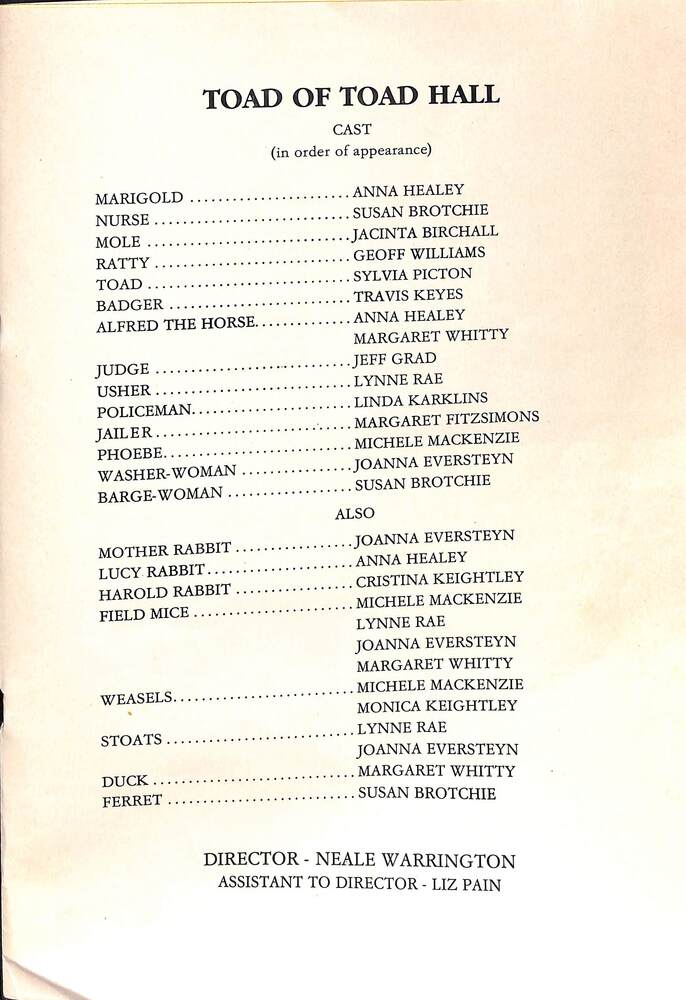 TOAD OF TOAD HALL
CAST
(in order of appearance)
MARIGOLD ....................... ANNA HEALEY
NURSE ............................ SUSAN BROTCHIE
MOLE ............................. JACINTA BIRCHALL
RATTY ............................ GEOFF WILLIAMS
TOAD ............................. SYLVIA PICTON
BADGER .......................... TRAVIS KEYES
ALFRED THE HORSE............. ANNA HEALEY
MARGARET WHITTY
JUDGE ............................ JEFF GRAD
USHER ............................ LYNNE RAE
POLICEMAN....................... LINDA KARKLINS
JAILER............................ MARGARET FITZSIMONS
PHOEBE........................... MICHELE MACKENZIE
WASHER-WOMAN ................ JOANNA EVERSTEYN
BARGE-WOMAN .................. SUSAN BROTCHIE
ALSO
MOTHER RABBIT ................. JOANNA EVERSTEYN
LUCY RABBIT..................... ANNA HEALEY
HAROLD RABBIT ................. CRISTINA KEIGHTLEY
FIELD MICE ....................... MICHELE MACKENZIE
LYNNE RAE
JOANNA EVERSTEYN
MARGARET WHITTY
WEASELS.......................... MICHELE MACKENZIE
MONICA KEIGHTLEY
STOATS ........................... LYNNE RAE
JOANNA EVERSTEYN
DUCK ............................. MARGARET WHITTY
FERRET ........................... SUSAN BROTCHIE
DIRECTOR - NEALE WARRINGTON
ASSISTANT TO DIRECTOR - LIZ PAIN